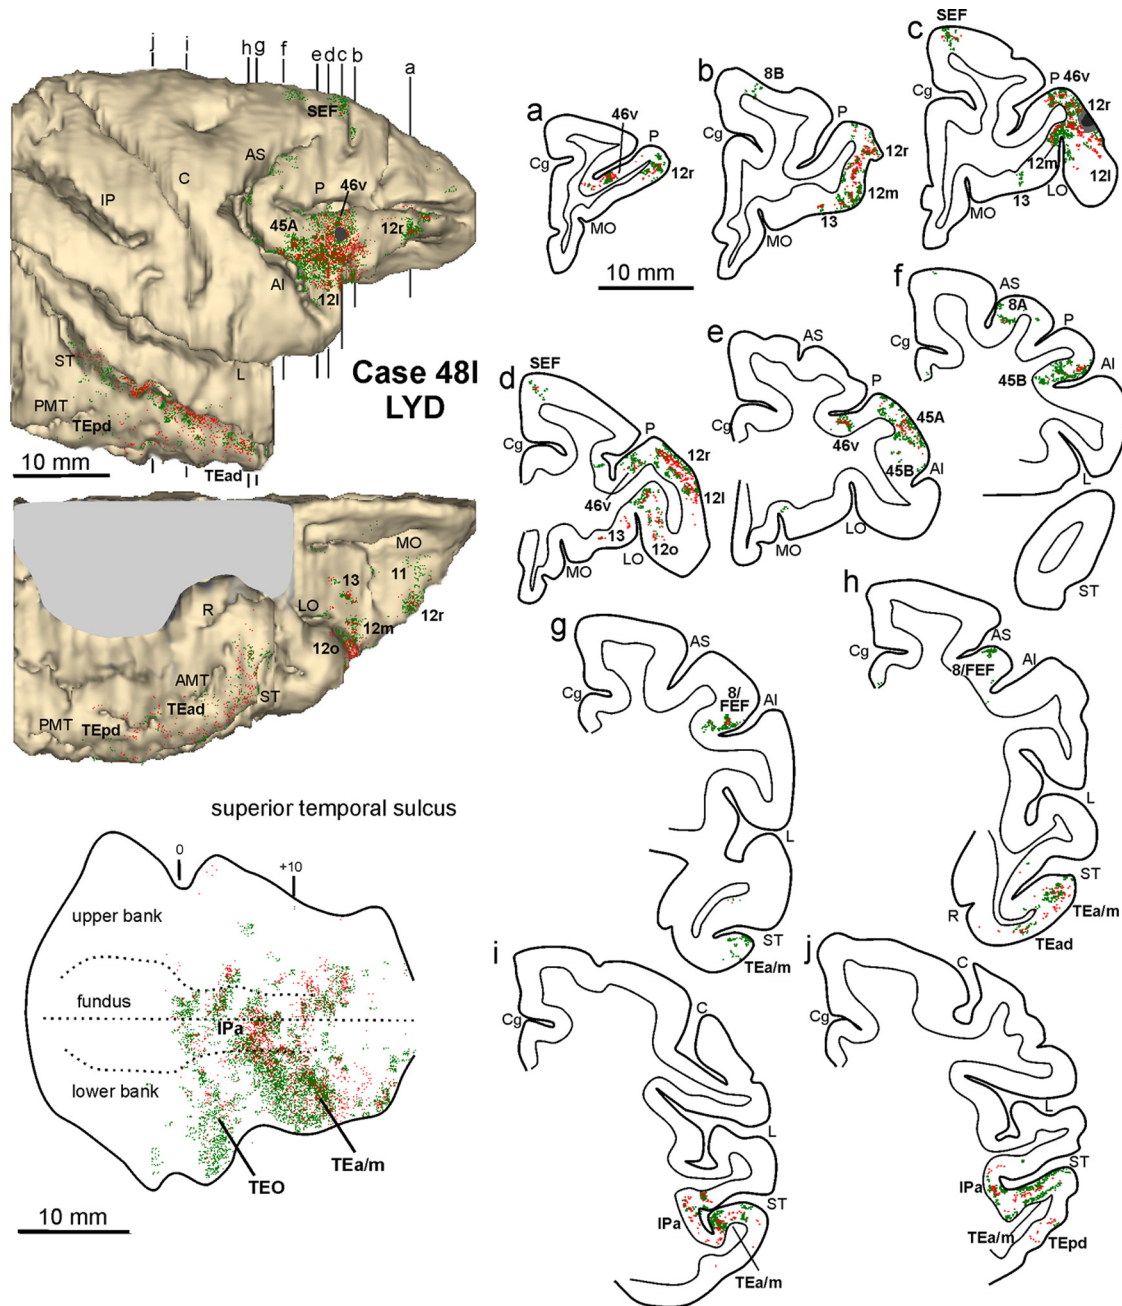 j i h g f e d c b a
SEF
AS
C
P
46v
IP
45A
12r
AI
12l
ST
L
Case 48l
LYD
PMT
TEpd
10 mm
TEad
MO
13
11
LO
R
12m
12r
12o
AMT
ST
TEad
PMT
TEpd
superior temporal sulcus
0
+10
upper bank
fundus
IPa
lower bank
TEa/m
TEO
10 mm
a
46v
P
Cg
12r
MO
10 mm
b
8B
P
Cg
12r
12m
13
MO
c
SEF
P
46v
Cg
12r
12m
12l
LO
13
MO
d
SEF
P
Cg
12r
46v
12l
13
12o
MO
LO
e
AS
P
Cg
45A
46v
45B
AI
MO
LO
f
AS
8A
P
Cg
AI
45B
L
ST
g
AS
Cg
8/
FEF
AI
L
ST
TEa/m
h
AS
Cg
AI
8/FEF
L
ST
R
TEa/m
TEad
i
C
Cg
L
ST
IPa
TEa/m
j
C
Cg
L
ST
IPa
TEa/m
TEpd